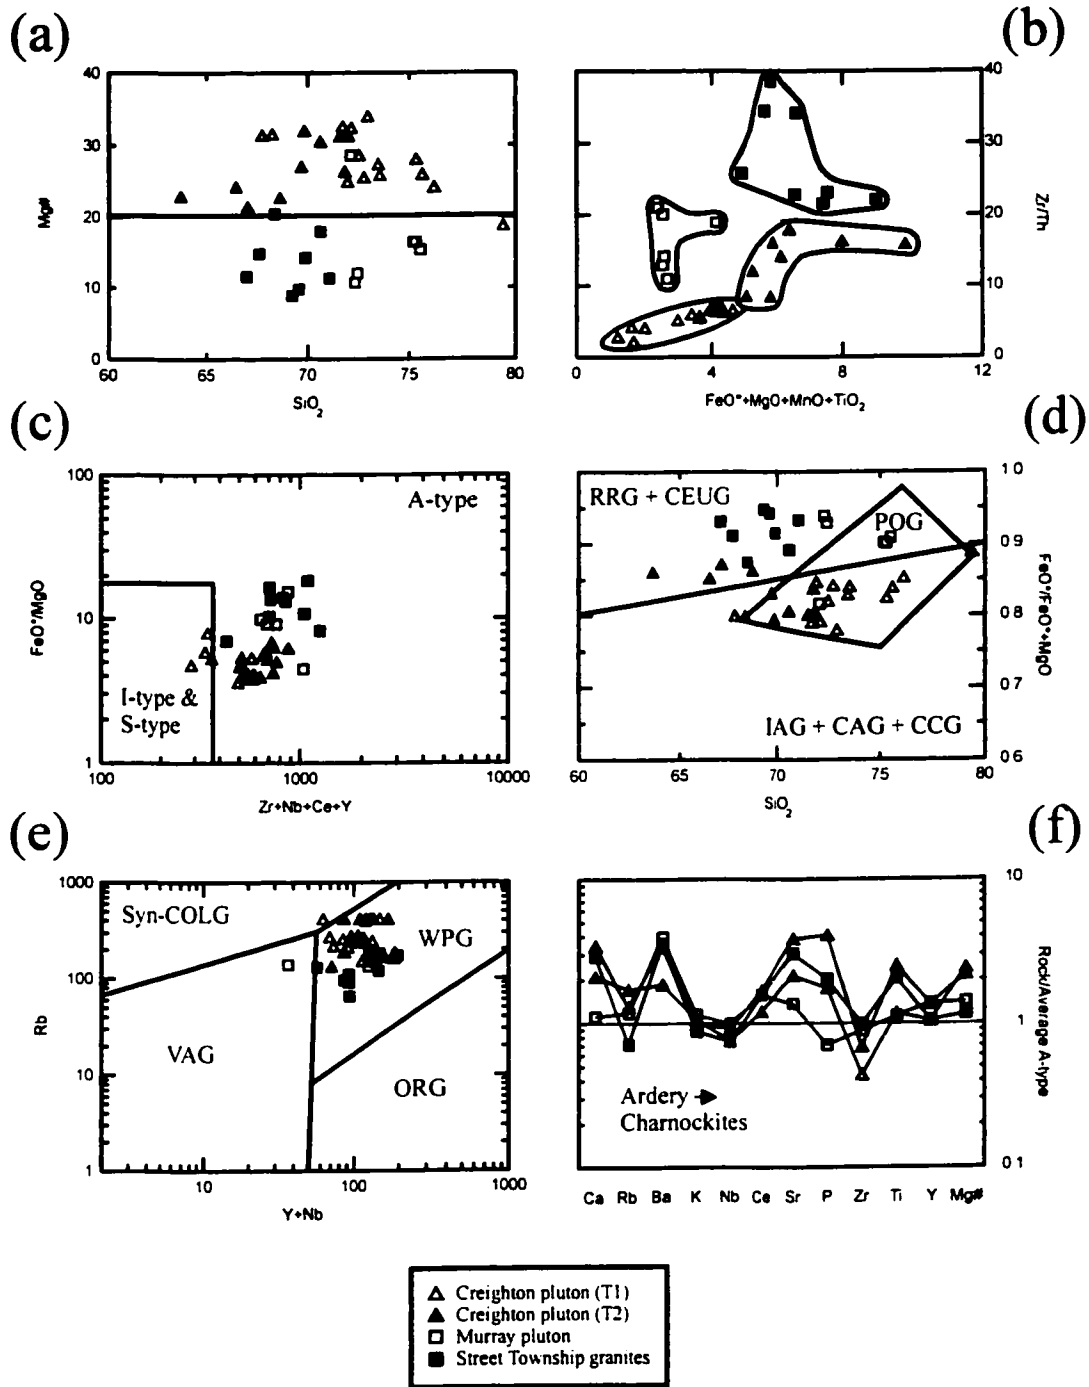 (a)
(b)
40
30
20
10
0
Mg#
60
65
70
75
80
SiO2
40
30
20
10
0
Zr/Th
0
4
8
12
FeO*+MgO+MnO+TiO2
(c)
(d)
100
10
1
FeO*/MgO
A-type
I-type &
S-type
100
1000
10000
Zr+Nb+Ce+Y
RRG + CEUG
POG
IAG + CAG + CCG
1 0
0 9
0 8
0 7
0 6
FeO*/FeO*+MgO
60
65
70
75
80
SiO2
(e)
(f)
1000
100
10
1
Rb
Syn-COLG
WPG
VAG
ORG
10
100
1000
Y+Nb
10
1
0 1
Rock/Average A-type
Ardery
Charnockites
Ca Rb Ba K Nb Ce Sr P Zr Ti Y Mg#
Creighton pluton (T1)
Creighton pluton (T2)
Murray pluton
Street Township granites